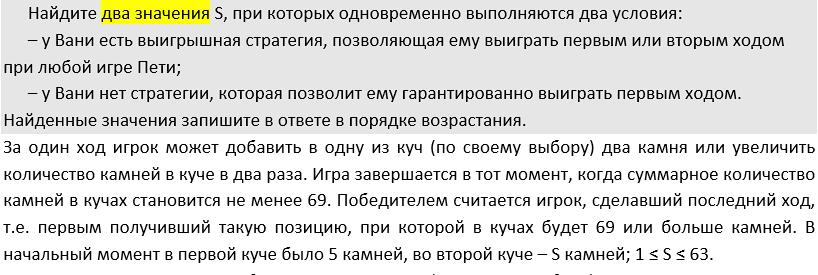 Найдите два значения S, при которых одновременно выполняются два условия:
– у Вани есть выигрышная стратегия, позволяющая ему выиграть первым или вторым ходом
при любой игре Пети;
– у Вани нет стратегии, которая позволит ему гарантированно выиграть первым ходом.
Найденные значения запишите в ответе в порядке возрастания.
За один ход игрок может добавить в одну из куч (по своему выбору) два камня или увеличить
количество камней в куче в два раза. Игра завершается в тот момент, когда суммарное количество
камней в кучах становится не менее 69. Победителем считается игрок, сделавший последний ход,
т.е. первым получивший такую позицию, при которой в кучах будет 69 или больше камней. В
начальный момент в первой куче было 5 камней, во второй куче – S камней; 1 ≤ S ≤ 63.